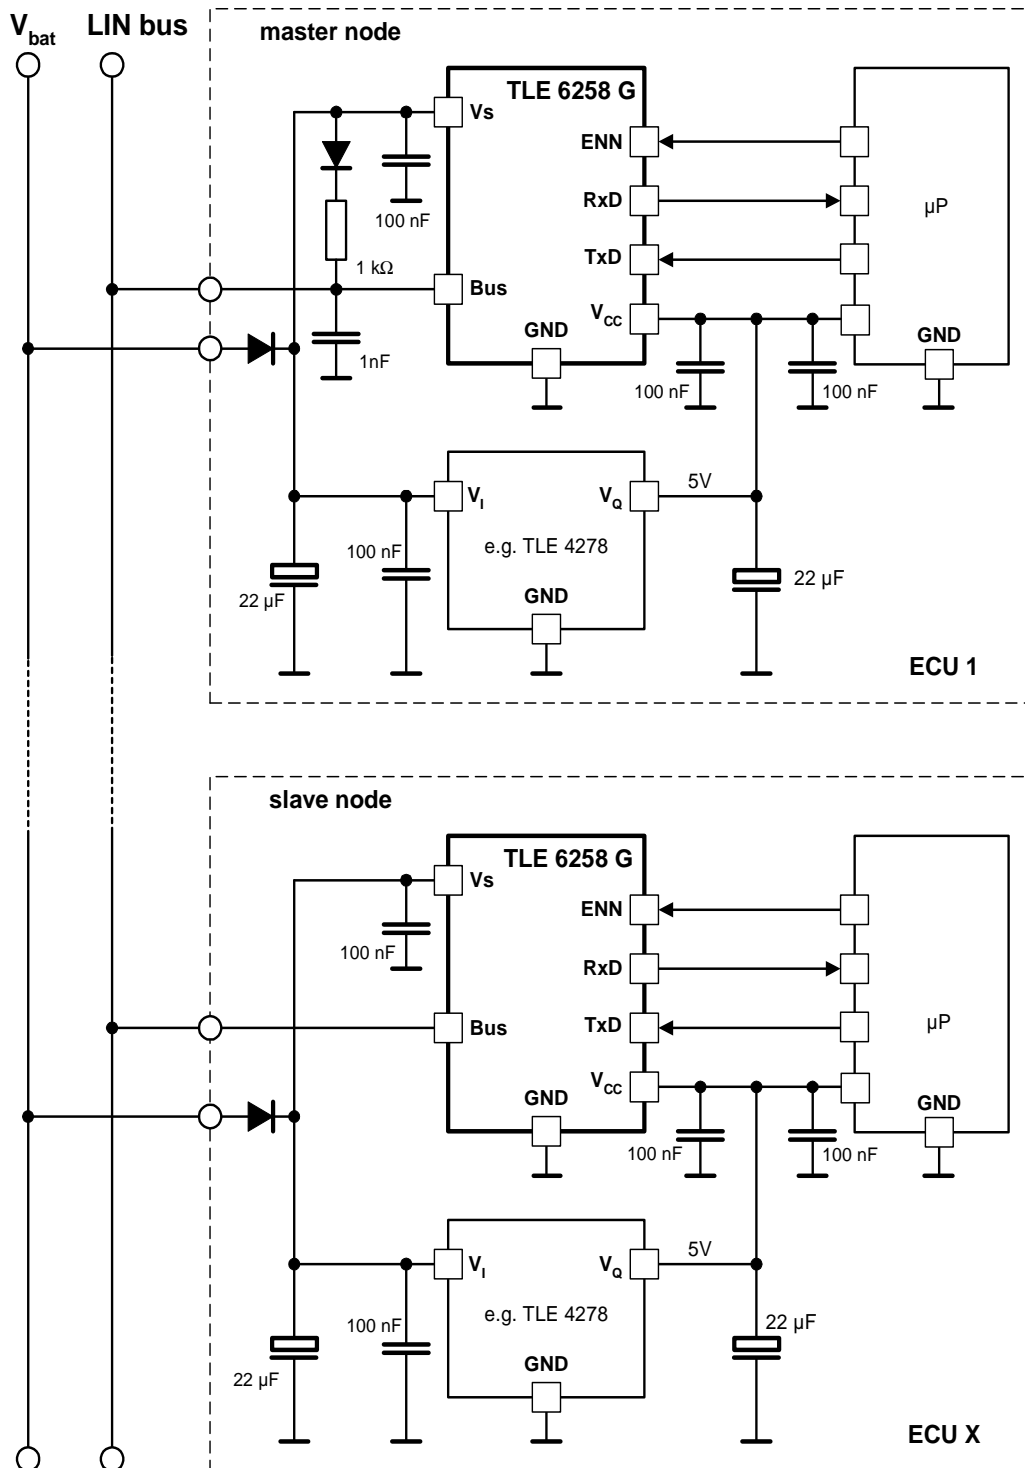 V_bat LIN bus
master node
TLE 6258 G
Vs
ENN
100 nF
RxD
µP
1 kΩ
TxD
Bus
V_CC
GND
GND
1nF
100 nF
100 nF
V_I
V_Q
5V
100 nF
e.g. TLE 4278
22 µF
22 µF
GND
ECU 1
slave node
TLE 6258 G
Vs
ENN
100 nF
RxD
Bus
TxD
µP
V_CC
GND
GND
100 nF
100 nF
V_I
V_Q
5V
100 nF
e.g. TLE 4278
22 µF
GND
22 µF
ECU X